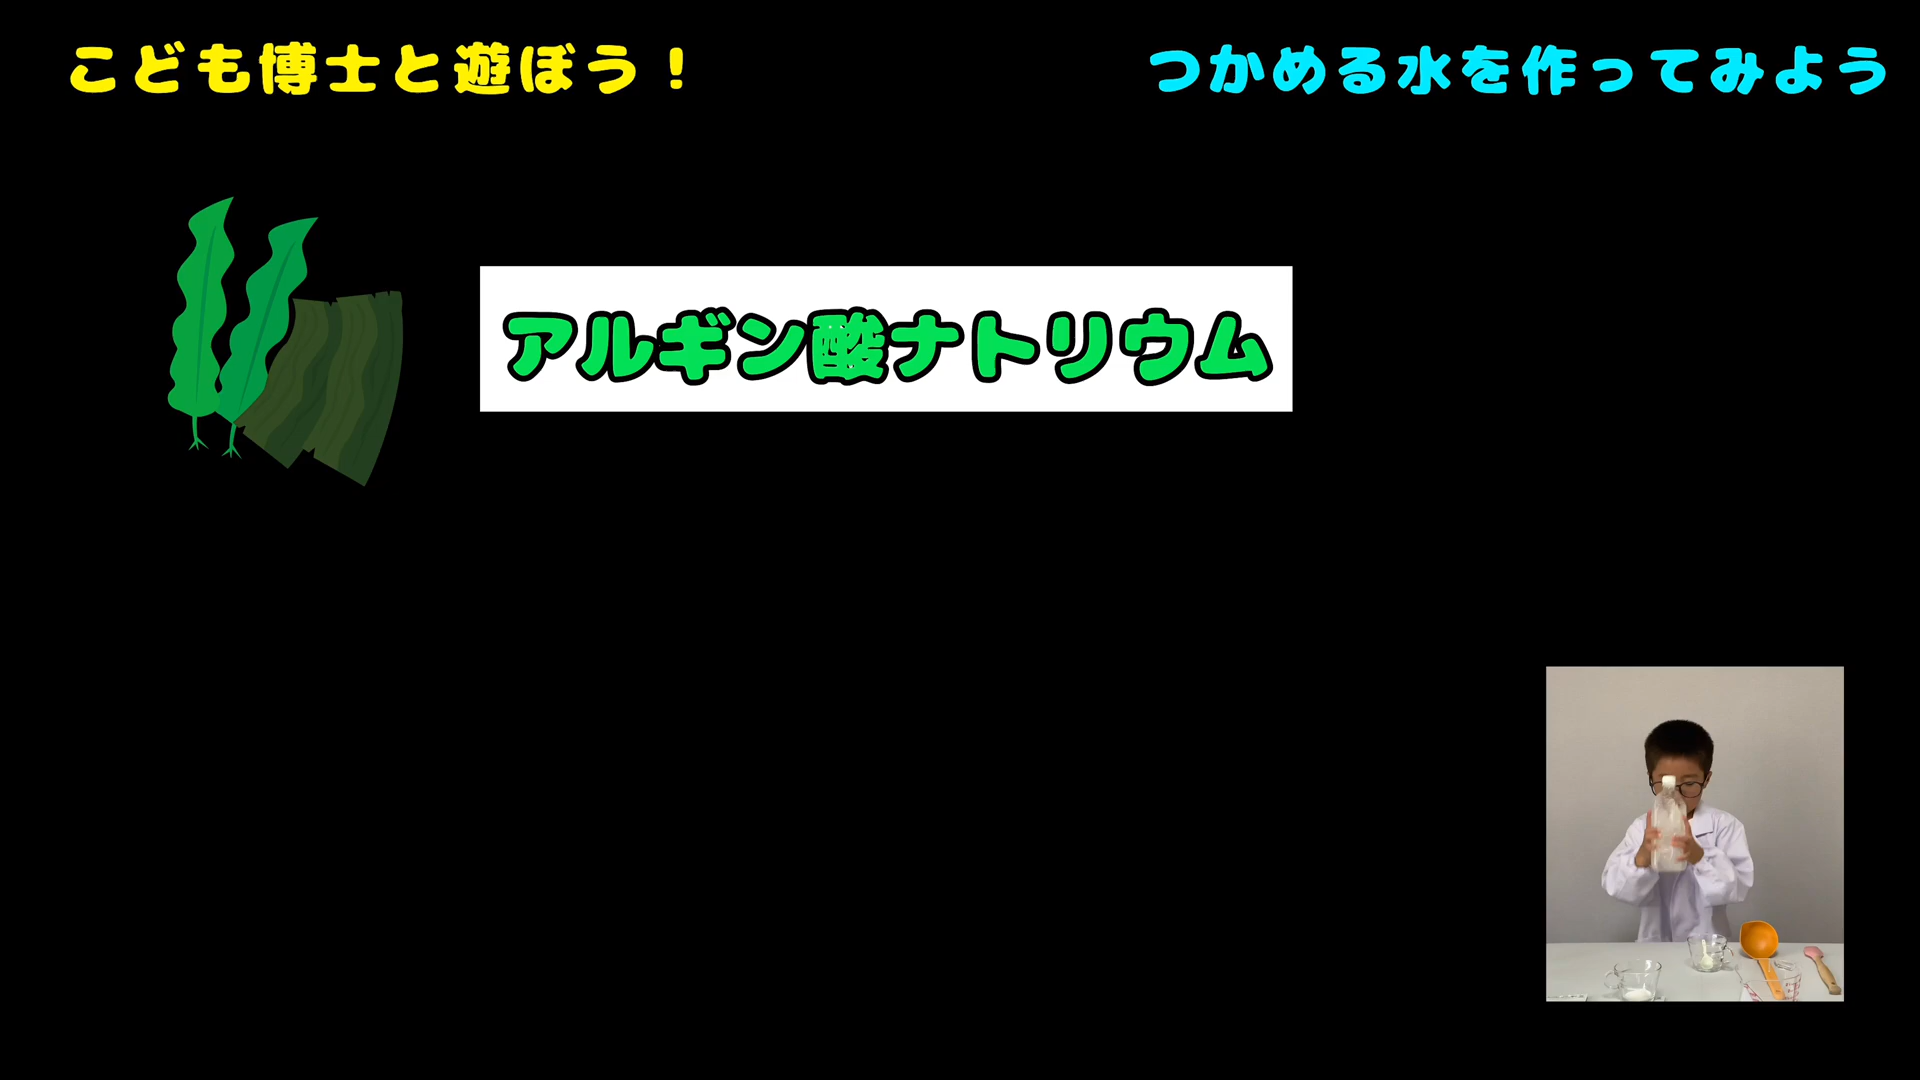 こども博士と遊ぼう！
つかめる水を作ってみよう
アルギン酸ナトリウム